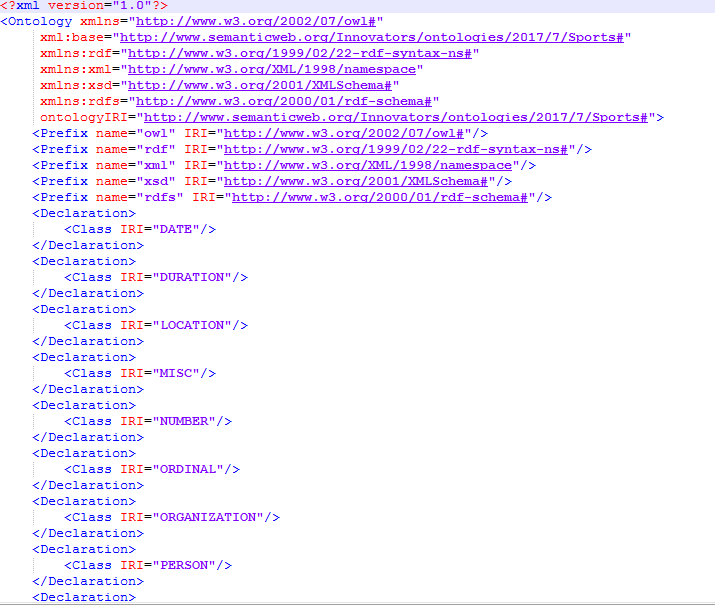 <?xml version="1.0"?>
<Ontology xmlns="http://www.w3.org/2002/07/owl#"
     xml:base="http://www.semanticweb.org/Innovators/ontologies/2017/7/Sports#"
     xmlns:rdf="http://www.w3.org/1999/02/22-rdf-syntax-ns#"
     xmlns:xml="http://www.w3.org/XML/1998/namespace"
     xmlns:xsd="http://www.w3.org/2001/XMLSchema#"
     xmlns:rdfs="http://www.w3.org/2000/01/rdf-schema#"
     ontologyIRI="http://www.semanticweb.org/Innovators/ontologies/2017/7/Sports#">
    <Prefix name="owl" IRI="http://www.w3.org/2002/07/owl#"/>
    <Prefix name="rdf" IRI="http://www.w3.org/1999/02/22-rdf-syntax-ns#"/>
    <Prefix name="xml" IRI="http://www.w3.org/XML/1998/namespace"/>
    <Prefix name="xsd" IRI="http://www.w3.org/2001/XMLSchema#"/>
    <Prefix name="rdfs" IRI="http://www.w3.org/2000/01/rdf-schema#"/>
    <Declaration>
        <Class IRI="DATE"/>
    </Declaration>
    <Declaration>
        <Class IRI="DURATION"/>
    </Declaration>
    <Declaration>
        <Class IRI="LOCATION"/>
    </Declaration>
    <Declaration>
        <Class IRI="MISC"/>
    </Declaration>
    <Declaration>
        <Class IRI="NUMBER"/>
    </Declaration>
    <Declaration>
        <Class IRI="ORDINAL"/>
    </Declaration>
    <Declaration>
        <Class IRI="ORGANIZATION"/>
    </Declaration>
    <Declaration>
        <Class IRI="PERSON"/>
    </Declaration>
    <Declaration>